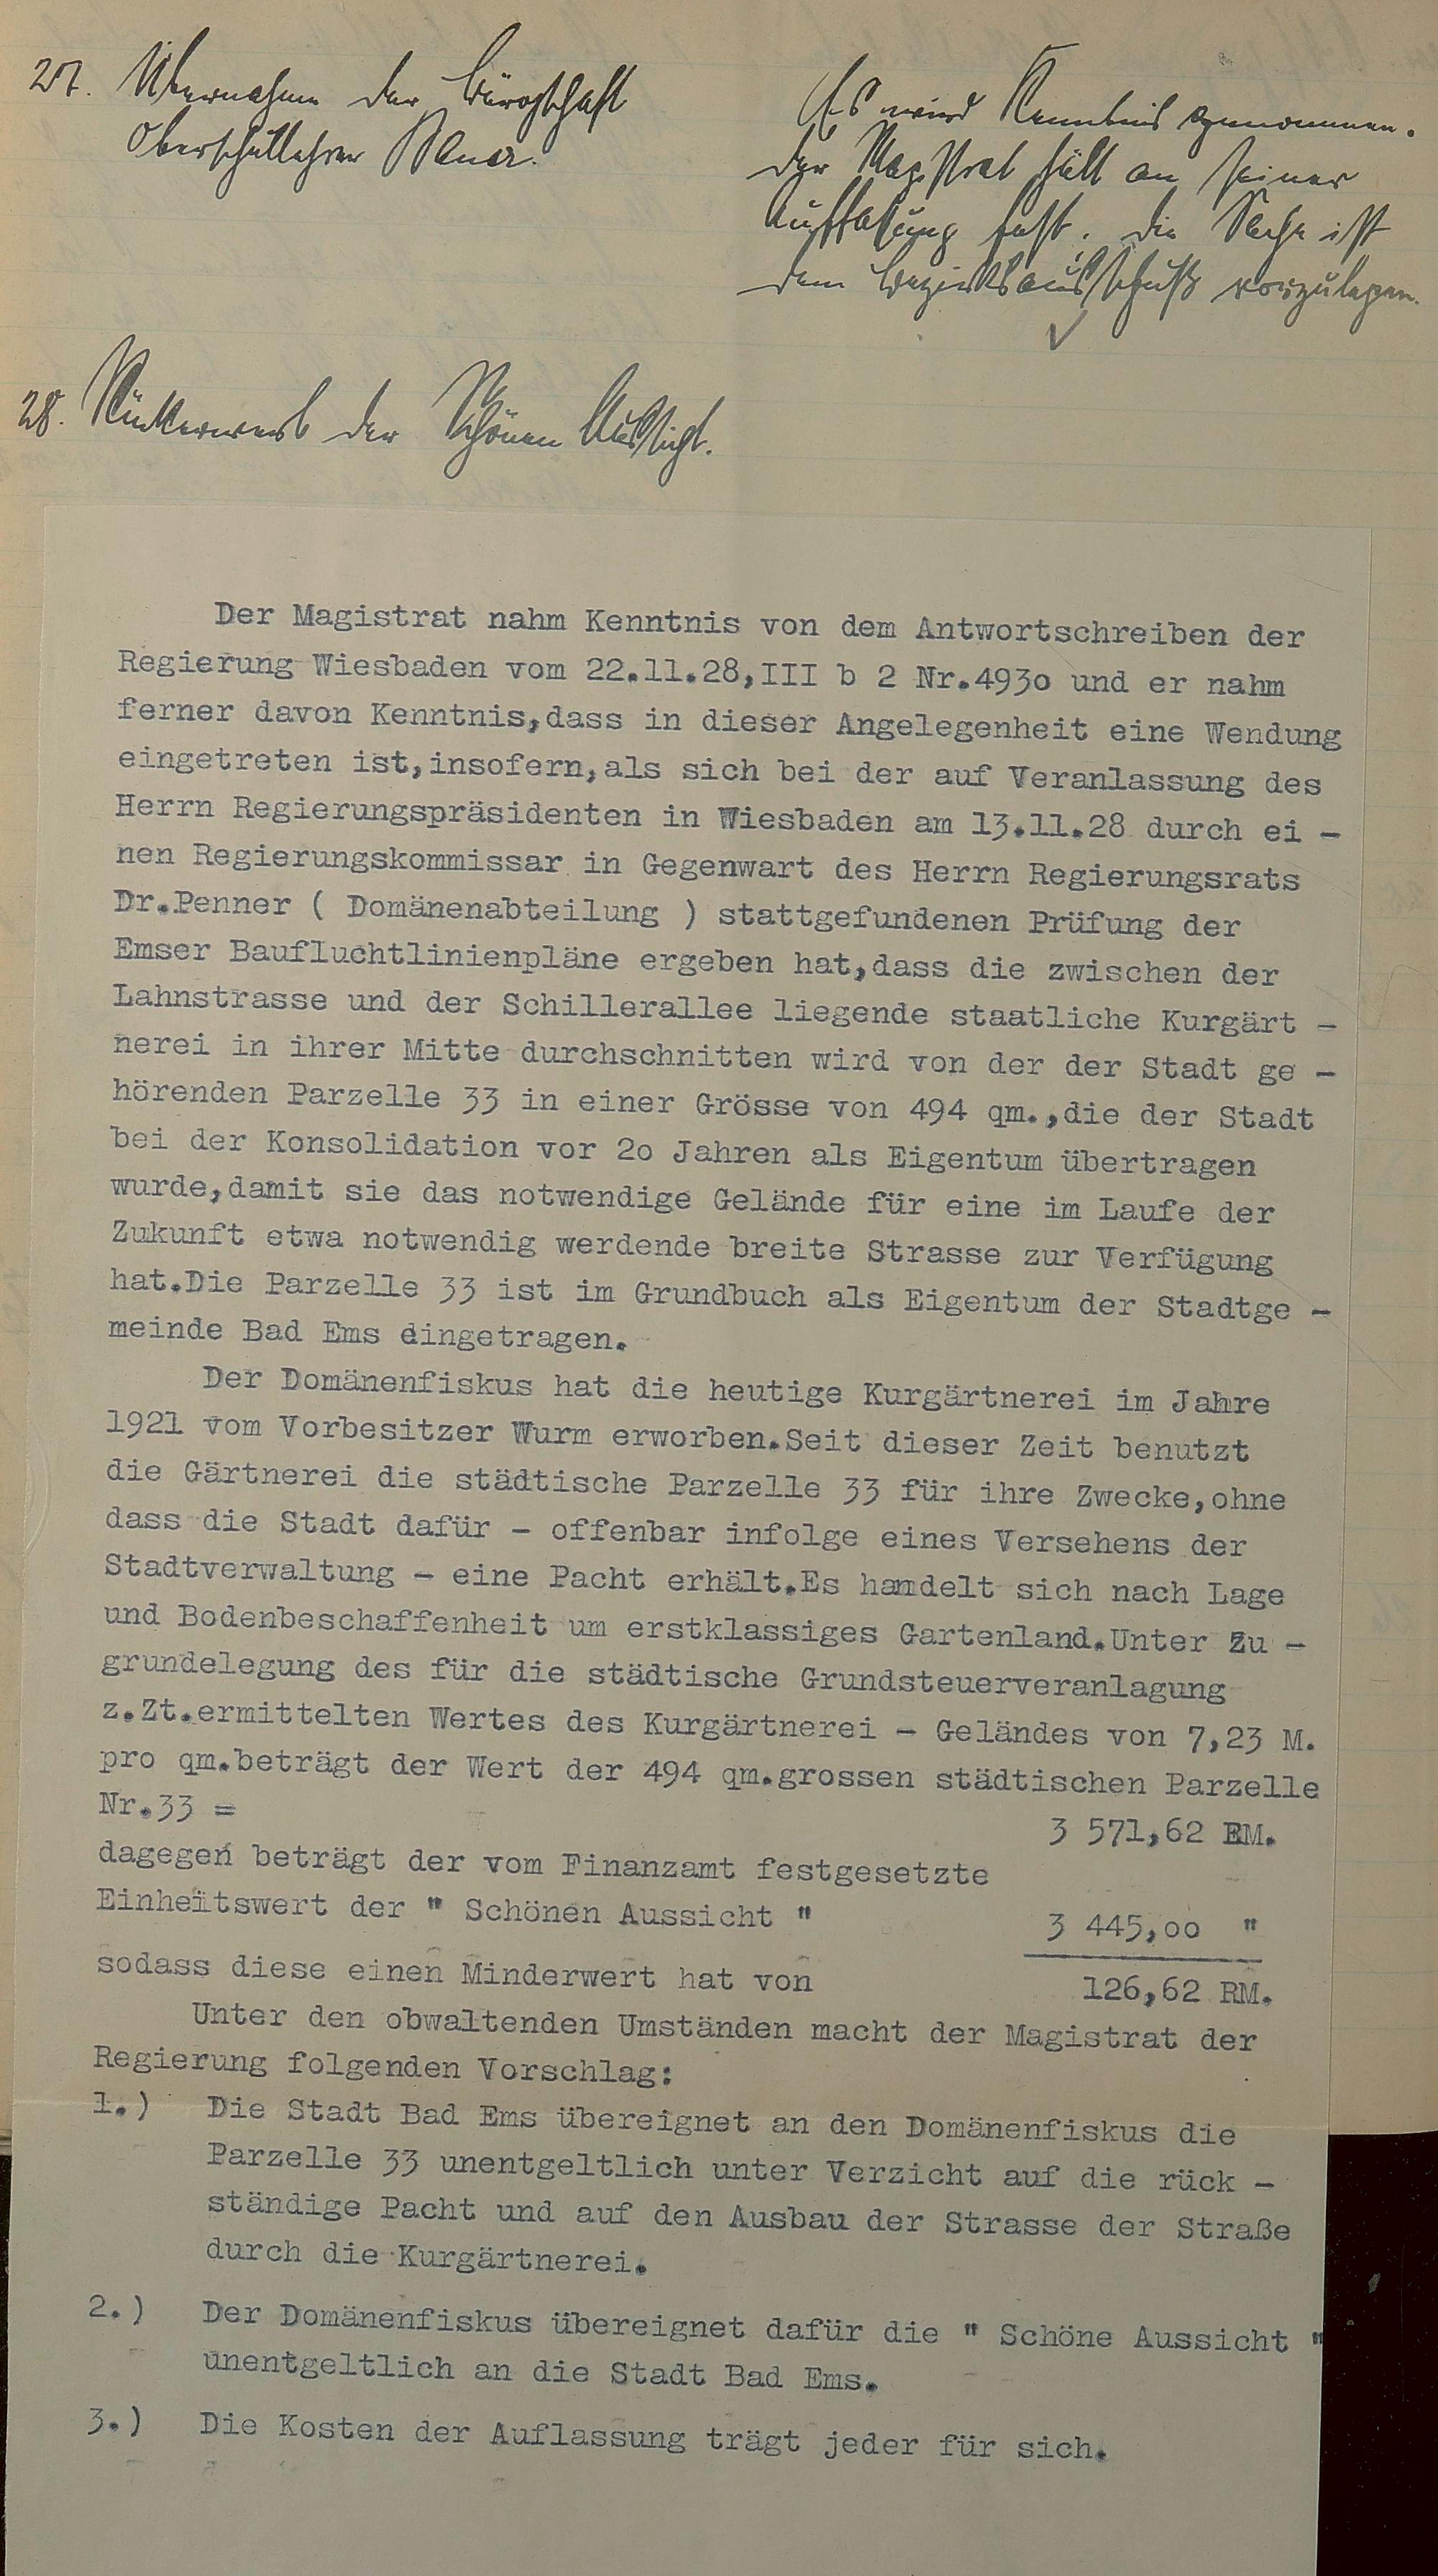 27. Übernahme der Bürgschaft
Oberschullehrer
Es wird Kenntnis genommen.
Der Magistrat hält an seiner
Auffassung fest. Die Sache ist
dem Bezirksausschuß vorzulegen.
28. Rückerwerb der Schönen Aussicht.
Der Magistrat nahm Kenntnis von dem Antwortschreiben der
Regierung Wiesbaden vom 22.11.28,III b 2 Nr.493o und er nahm
ferner davon Kenntnis,dass in dieser Angelegenheit eine Wendung
eingetreten ist,insofern,als sich bei der auf Veranlassung des
Herrn Regierungspräsidenten in Wiesbaden am 13.11.28 durch ei -
nen Regierungskommissar in Gegenwart des Herrn Regierungsrats
Dr.Penner ( Domänenabteilung ) stattgefundenen Prüfung der
Emser Baufluchtlinienpläne ergeben hat,dass die zwischen der
Lahnstrasse und der Schillerallee liegende staatliche Kurgärt -
nerei in ihrer Mitte durchschnitten wird von der der Stadt ge -
hörenden Parzelle 33 in einer Grösse von 494 qm.,die der Stadt
bei der Konsolidation vor 2o Jahren als Eigentum übertragen
wurde,damit sie das notwendige Gelände für eine im Laufe der
Zukunft etwa notwendig werdende breite Strasse zur Verfügung
hat.Die Parzelle 33 ist im Grundbuch als Eigentum der Stadtge -
meinde Bad Ems eingetragen.
Der Domänenfiskus hat die heutige Kurgärtnerei im Jahre
1921 vom Vorbesitzer Wurm erworben.Seit dieser Zeit benutzt
die Gärtnerei die städtische Parzelle 33 für ihre Zwecke,ohne
dass die Stadt dafür - offenbar infolge eines Versehens der
Stadtverwaltung - eine Pacht erhält.Es handelt sich nach Lage
und Bodenbeschaffenheit um erstklassiges Gartenland.Unter Zu -
grundelegung des für die städtische Grundsteuerveranlagung
z.Zt.ermittelten Wertes des Kurgärtnerei - Geländes von 7,23 M.
pro qm.beträgt der Wert der 494 qm.grossen städtischen Parzelle
Nr.33 = 3 571,62 RM.
dagegen beträgt der vom Finanzamt festgesetzte
Einheitswert der " Schönen Aussicht " 3 445,oo "
sodass diese einen Minderwert hat von 126,62 RM.
Unter den obwaltenden Umständen macht der Magistrat der
Regierung folgenden Vorschlag:
1.) Die Stadt Bad Ems übereignet an den Domänenfiskus die
Parzelle 33 unentgeltlich unter Verzicht auf die rück -
ständige Pacht und auf den Ausbau der Strasse der Straße
durch die Kurgärtnerei.
2.) Der Domänenfiskus übereignet dafür die " Schöne Aussicht "
unentgeltlich an die Stadt Bad Ems.
3.) Die Kosten der Auflassung trägt jeder für sich.